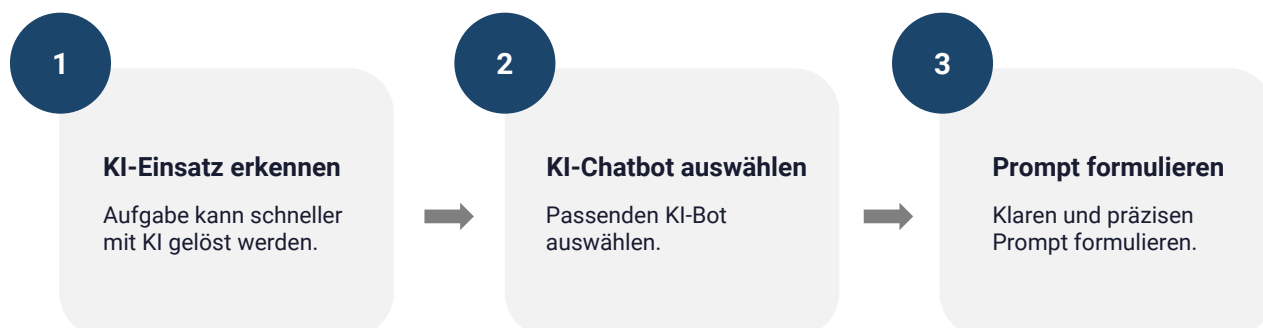 1
KI-Einsatz erkennen
Aufgabe kann schneller
mit KI gelöst werden.
2
KI-Chatbot auswählen
Passenden KI-Bot
auswählen.
3
Prompt formulieren
Klaren und präzisen
Prompt formulieren.